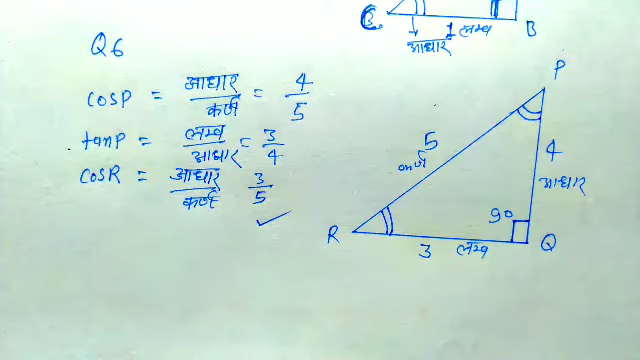 C 1 लम्ब B
आधार
Q6
P
cosP = आधार/कर्ण = 4/5
tanP = लम्ब/आधार = 3/4
cosR = आधार/कर्ण 3/5
5
कर्ण
4
आधार
90
R
3 लम्ब
Q